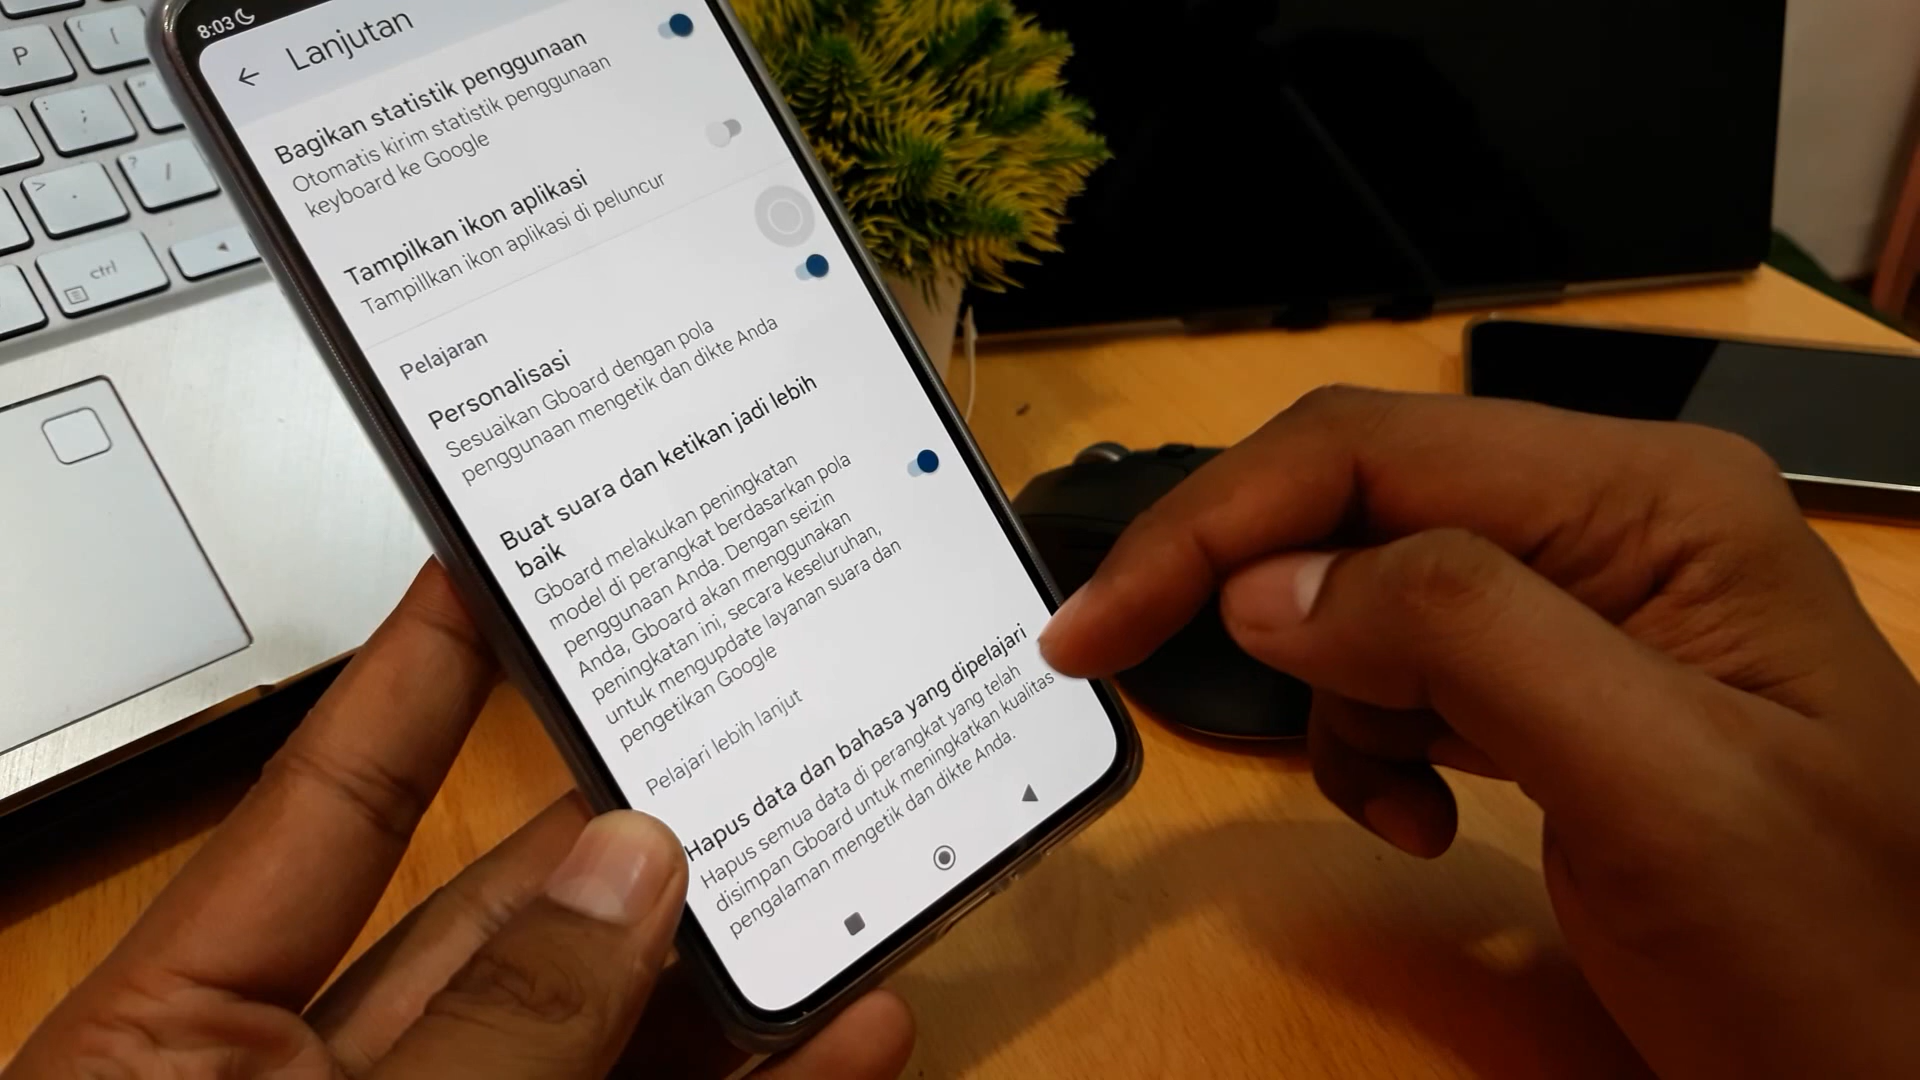 8:03
Lanjutan
Bagikan statistik penggunaan
Otomatis kirim statistik penggunaan
keyboard ke Google
Tampilkan ikon aplikasi
Tampillkan ikon aplikasi di peluncur
Pelajaran
Personalisasi
Sesuaikan Gboard dengan pola
penggunaan mengetik dan dikte Anda
Buat suara dan ketikan jadi lebih
baik
Gboard melakukan peningkatan
model di perangkat berdasarkan pola
penggunaan Anda. Dengan seizin
Anda, Gboard akan menggunakan
peningkatan ini, secara keseluruhan,
untuk mengupdate layanan suara dan
pengetikan Google
Pelajari lebih lanjut
Hapus data dan bahasa yang dipelajari
Hapus semua data di perangkat yang telah
disimpan Gboard untuk meningkatkan kualitas
pengalaman mengetik dan dikte Anda.
P
{
[
:
;
"
>
.
?
/
ctrl